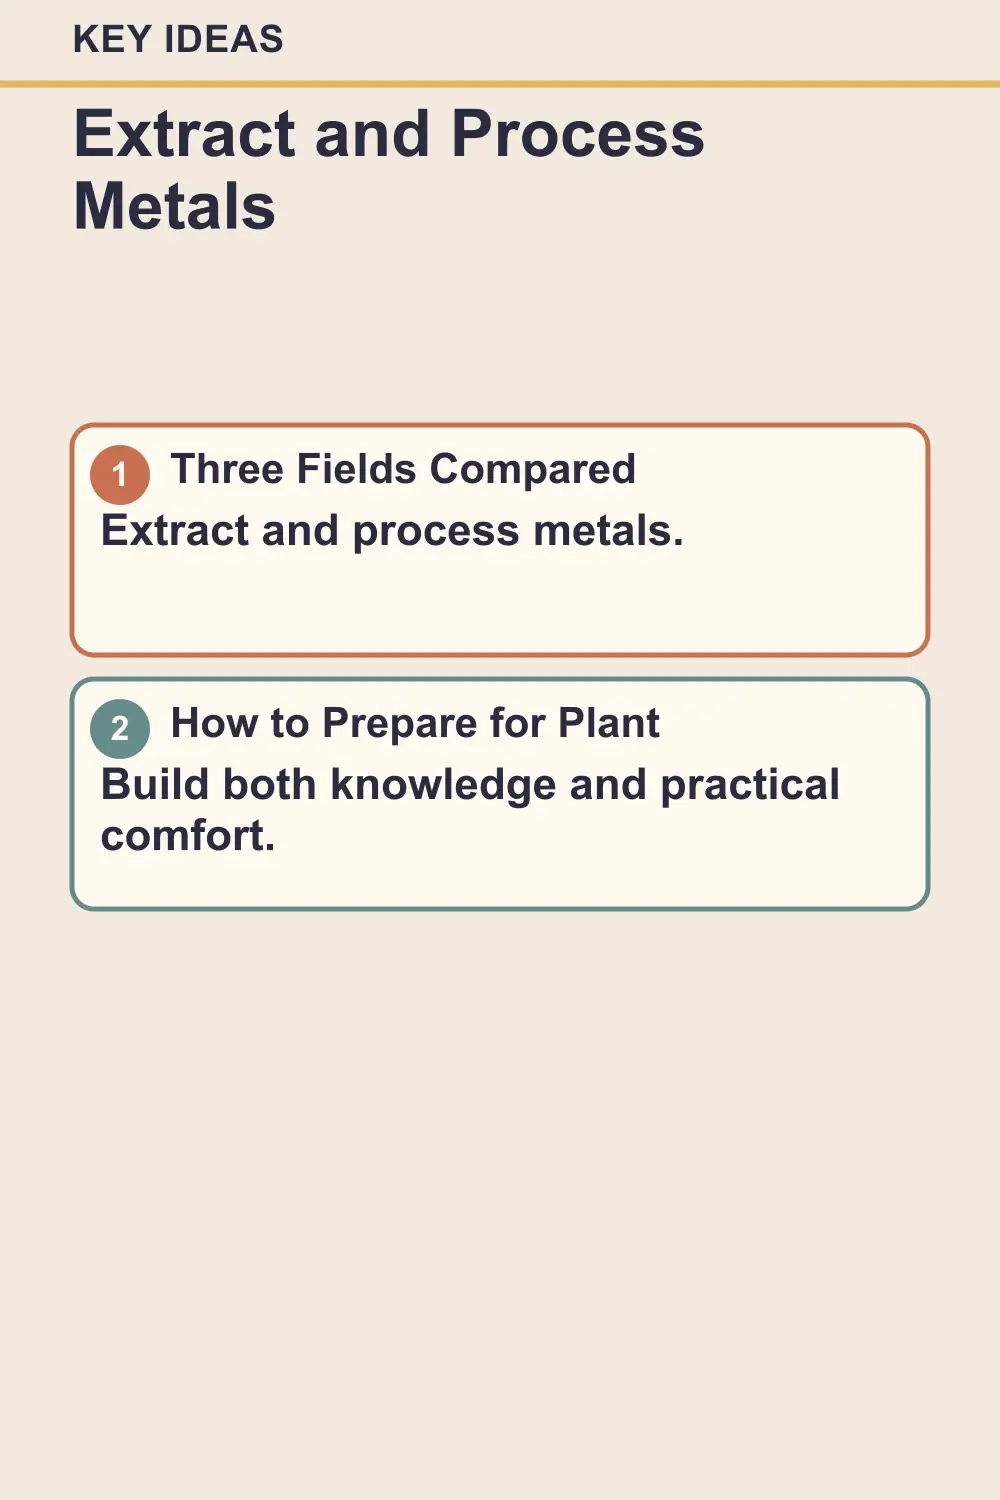 KEY IDEAS
Extract and Process
Metals
1 Three Fields Compared
Extract and process metals.
2 How to Prepare for Plant
Build both knowledge and practical
comfort.